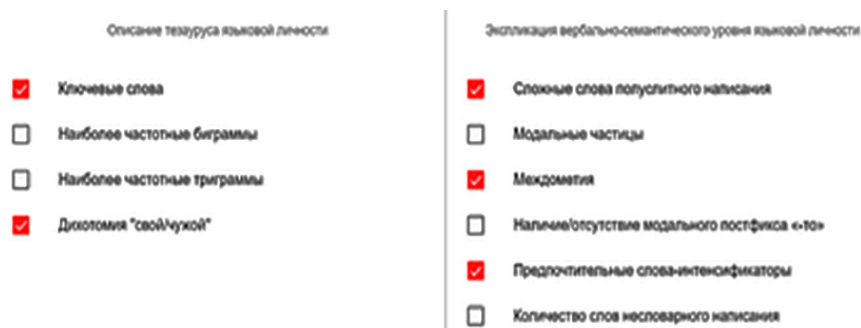 Описание тезауруса языковой личности
Ключевые слова
Наиболее частотные биграммы
Наиболее частотные триграммы
Дихотомия "свой/чужой"
Экспликация вербально-семантического уровня языковой личности
Сложные слова полуслитного написания
Модальные частицы
Междометия
Наличие/отсутствие модального постфикса «-то»
Предпочтительные слова-интенсификаторы
Количество слов несловарного написания